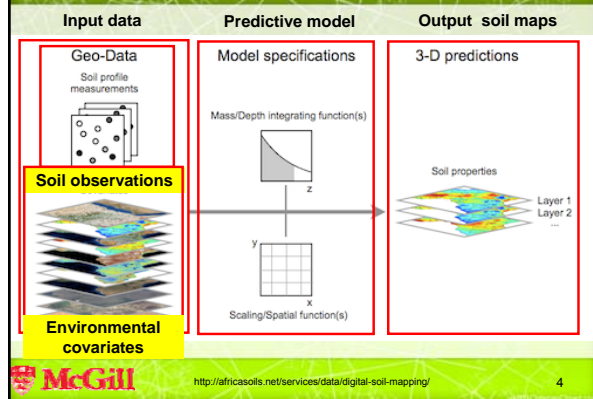 Input data
Predictive model
Output soil maps
Geo-Data
Soil profile
measurements
Soil observations
Environmental
covariates
Model specifications
Mass/Depth integrating function(s)
z
y
x
Scaling/Spatial function(s)
3-D predictions
Soil properties
Layer 1
Layer 2
...
McGill
http://africasoils.net/services/data/digital-soil-mapping/
4